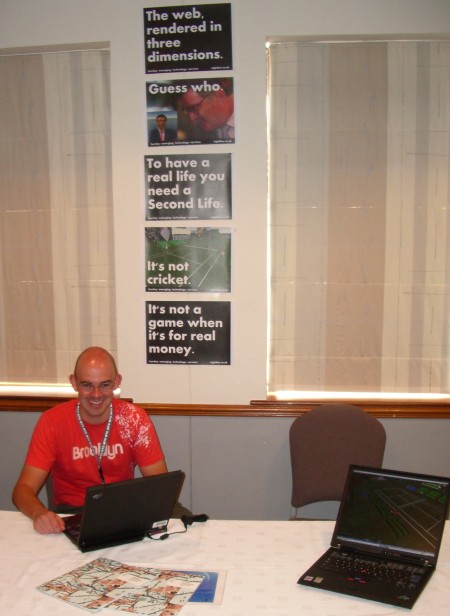 The web,
rendered in
three
dimensions.
Guess who.
To have a
real life you
need a
Second Life.
It's not
cricket.
It's not a
game when
it's for real
money.
Brooklyn